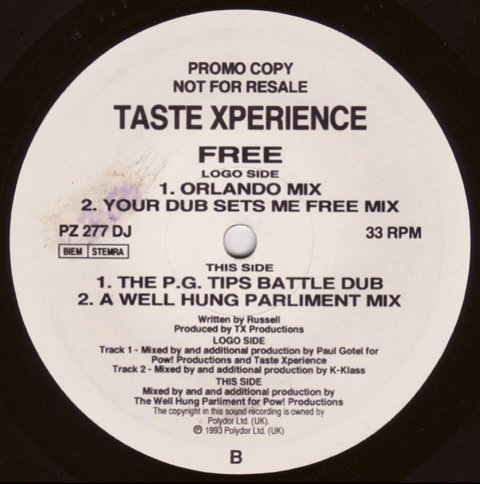 PROMO COPY
NOT FOR RESALE
TASTE XPERIENCE
FREE
LOGO SIDE
1. ORLANDO MIX
2. YOUR DUB SETS ME FREE MIX
PZ 277 DJ 33 RPM
BIEM STEMRA
THIS SIDE
1. THE P.G. TIPS BATTLE DUB
2. A WELL HUNG PARLIMENT MIX
Written by Russell
Produced by TX Productions
LOGO SIDE
Track 1 - Mixed by and additional production by Paul Gotel for
Pow! Productions and Taste Xperience
Track 2 - Mixed by and additional production by K-Klass
THIS SIDE
Mixed by and and additional production by
The Well Hung Parliment for Pow! Productions
The copyright in this sound recording is owned by
Polydor Ltd. (UK).
℗ 1993 Polydor Ltd. (UK)
B